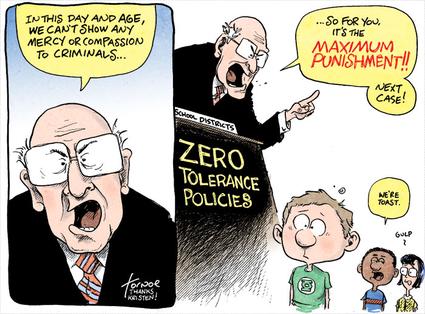 IN THIS DAY AND AGE,
WE CAN'T SHOW ANY
MERCY OR COMPASSION
TO CRIMINALS...
...SO FOR YOU,
IT'S THE
MAXIMUM
PUNISHMENT!!
NEXT
CASE!
SCHOOL DISTRICTS
ZERO
TOLERANCE
POLICIES
WE'RE
TOAST.
GULP
THANKS
KRISTEN!